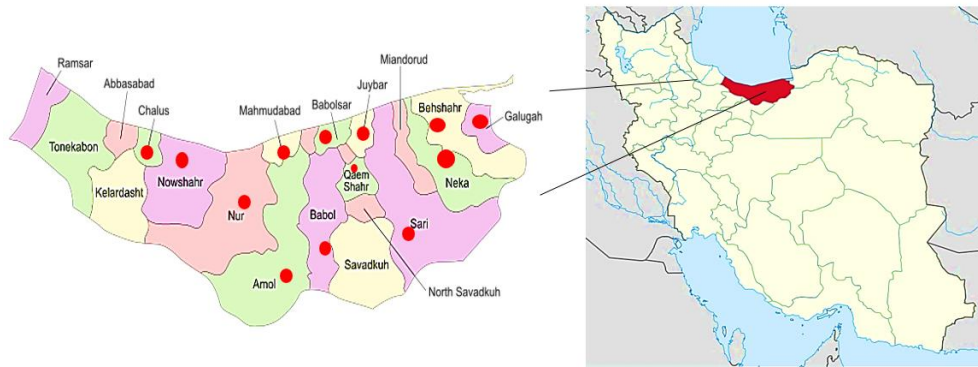 Ramsar
Abbasabad
Chalus
Mahmudabad
Babolsar
Juybar
Miandorud
Behshahr
Galugah
Tonekabon
Kelardasht
Nowshahr
Nur
Amol
Babol
Qaem
Shahr
Savadkuh
Sari
Neka
North Savadkuh